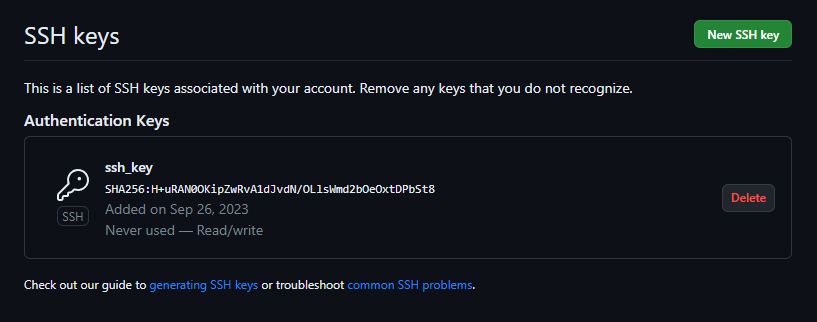 SSH keys
New SSH key
This is a list of SSH keys associated with your account. Remove any keys that you do not recognize.
Authentication Keys
ssh_key
SHA256:H+uRAN0OKipZwRvA1dJvdN/OLlsWmd2bOeOxtDPbSt8
SSH
Added on Sep 26, 2023
Never used — Read/write
Delete
Check out our guide to generating SSH keys or troubleshoot common SSH problems.